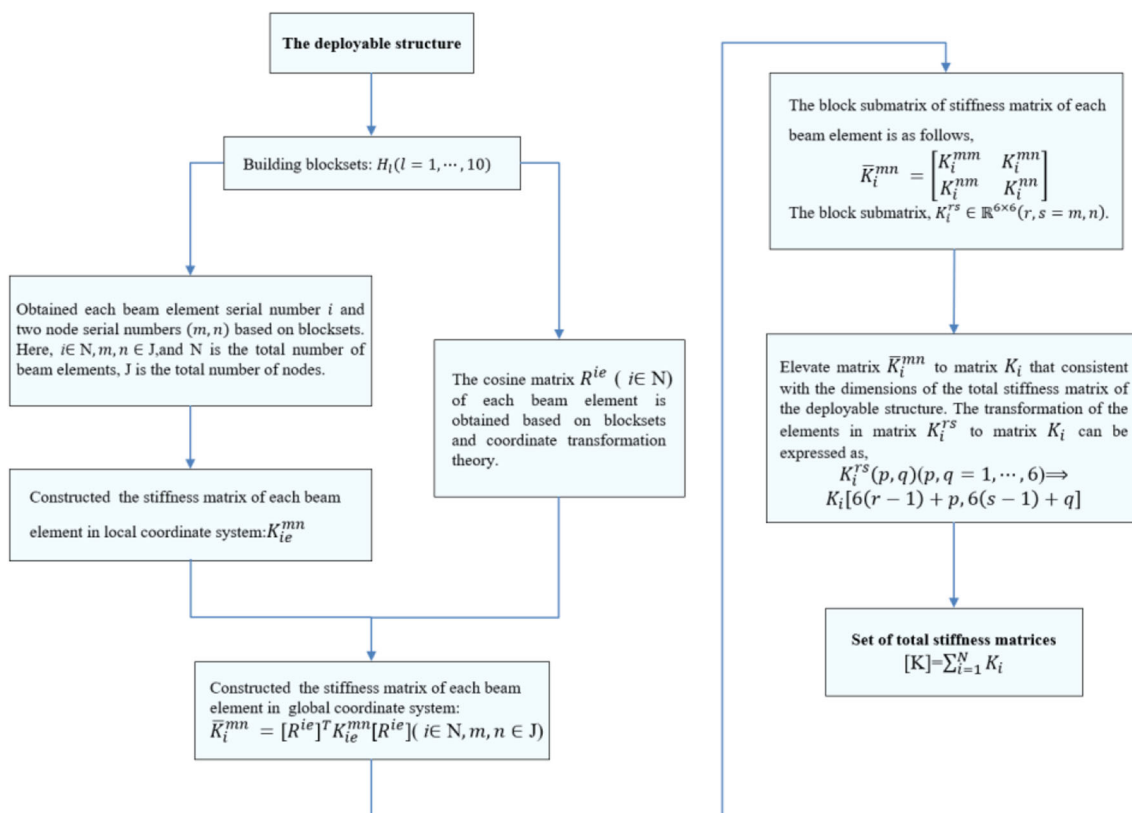 The deployable structure
Building blocksets: H_l(l = 1, ⋯, 10)
Obtained each beam element serial number i and
two node serial numbers (m, n) based on blocksets.
Here, i∈ N, m, n ∈ J,and N is the total number of
beam elements, J is the total number of nodes.
Constructed the stiffness matrix of each beam
element in local coordinate system:K_{ie}^{mn}
The cosine matrix R^{ie} ( i∈ N)
of each beam element is
obtained based on blocksets
and coordinate transformation
theory.
Constructed the stiffness matrix of each beam
element in global coordinate system:
K̅_i^{mn} = [R^{ie}]^T K_{ie}^{mn}[R^{ie}]( i∈ N, m, n ∈ J)
The block submatrix of stiffness matrix of each
beam element is as follows,
K̅_i^{mn} = [K_i^{mm} K_i^{mn}
K_i^{nm} K_i^{nn}]
The block submatrix, K_i^{rs} ∈ ℝ^{6×6}(r, s = m, n).
Elevate matrix K̅_i^{mn} to matrix K_i that consistent
with the dimensions of the total stiffness matrix of
the deployable structure. The transformation of the
elements in matrix K_i^{rs} to matrix K_i can be
expressed as,
K_i^{rs}(p, q)(p, q = 1, ⋯, 6)⟹
K_i[6(r − 1) + p, 6(s − 1) + q]
Set of total stiffness matrices
[K]=∑_{i=1}^{N} K_i